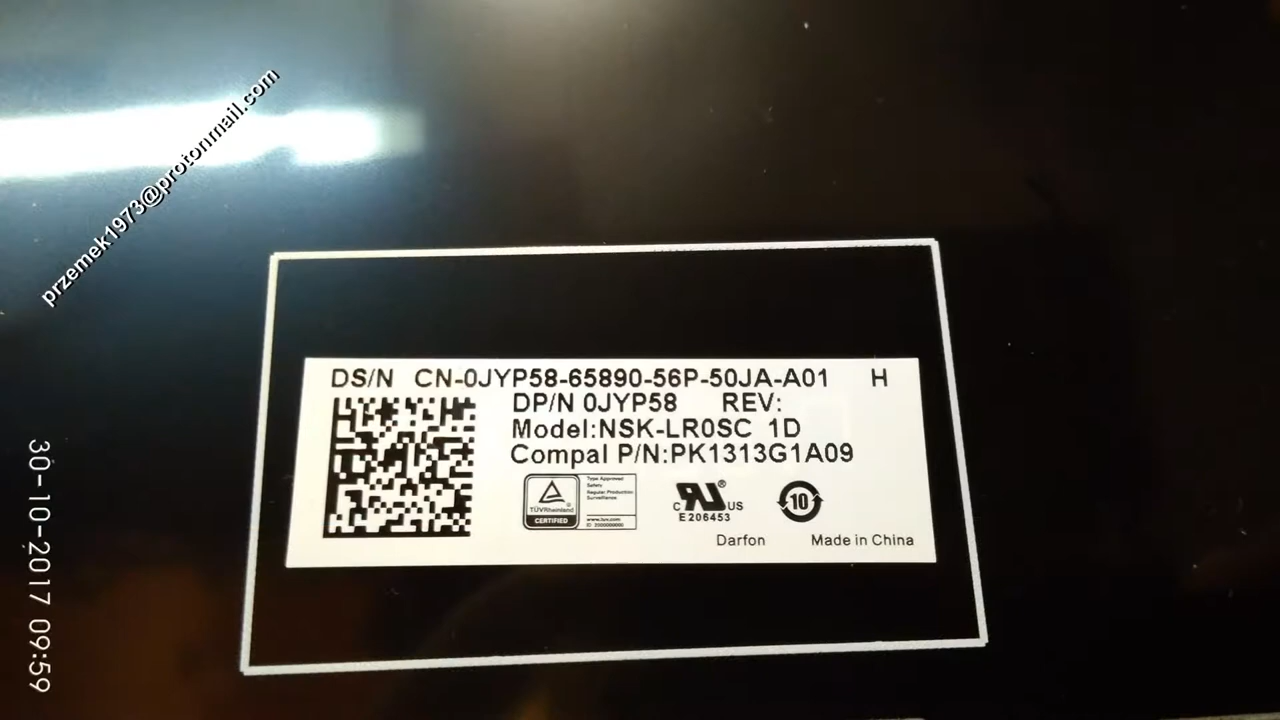 przemek1973@protonmail.com
DS/N CN-0JYP58-65890-56P-50JA-A01 H
DP/N 0JYP58 REV:
Model:NSK-LR0SC 1D
Compal P/N:PK1313G1A09
TÜVRheinland
CERTIFIED
Type Approved
Safety
Regular Production
Surveillance
www.tuv.com
ID 2000000000
C US
E206453
10
Darfon Made in China
30-10-2017 09:59